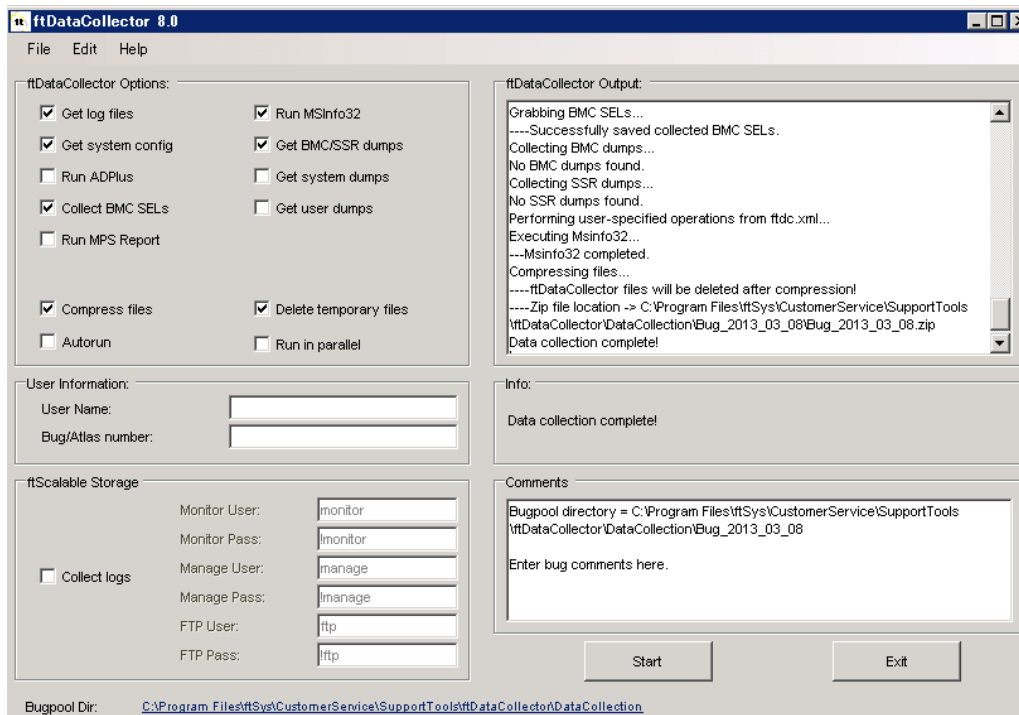 ft ftDataCollector 8.0
File Edit Help
ftDataCollector Options:
Get log files
Run MSInfo32
Get system config
Get BMC/SSR dumps
Run ADPlus
Get system dumps
Collect BMC SELs
Get user dumps
Run MPS Report
Compress files
Delete temporary files
Autorun
Run in parallel
ftDataCollector Output:
Grabbing BMC SELs...
----Successfully saved collected BMC SELs.
Collecting BMC dumps...
No BMC dumps found.
Collecting SSR dumps...
No SSR dumps found.
Performing user-specified operations from ftdc.xml...
Executing Msinfo32...
---Msinfo32 completed.
Compressing files...
----ftDataCollector files will be deleted after compression!
----Zip file location -> C:\Program Files\ftSys\CustomerService\SupportTools
\ftDataCollector\DataCollection\Bug_2013_03_08\Bug_2013_03_08.zip
Data collection complete!
User Information:
User Name:
Bug/Atlas number:
Info:
Data collection complete!
ftScalable Storage
Collect logs
Monitor User: monitor
Monitor Pass: !monitor
Manage User: manage
Manage Pass: !manage
FTP User: ftp
FTP Pass: !ftp
Comments
Bugpool directory = C:\Program Files\ftSys\CustomerService\SupportTools
\ftDataCollector\DataCollection\Bug_2013_03_08
Enter bug comments here.
Start
Exit
Bugpool Dir: C:\Program Files\ftSys\CustomerService\SupportTools\ftDataCollector\DataCollection